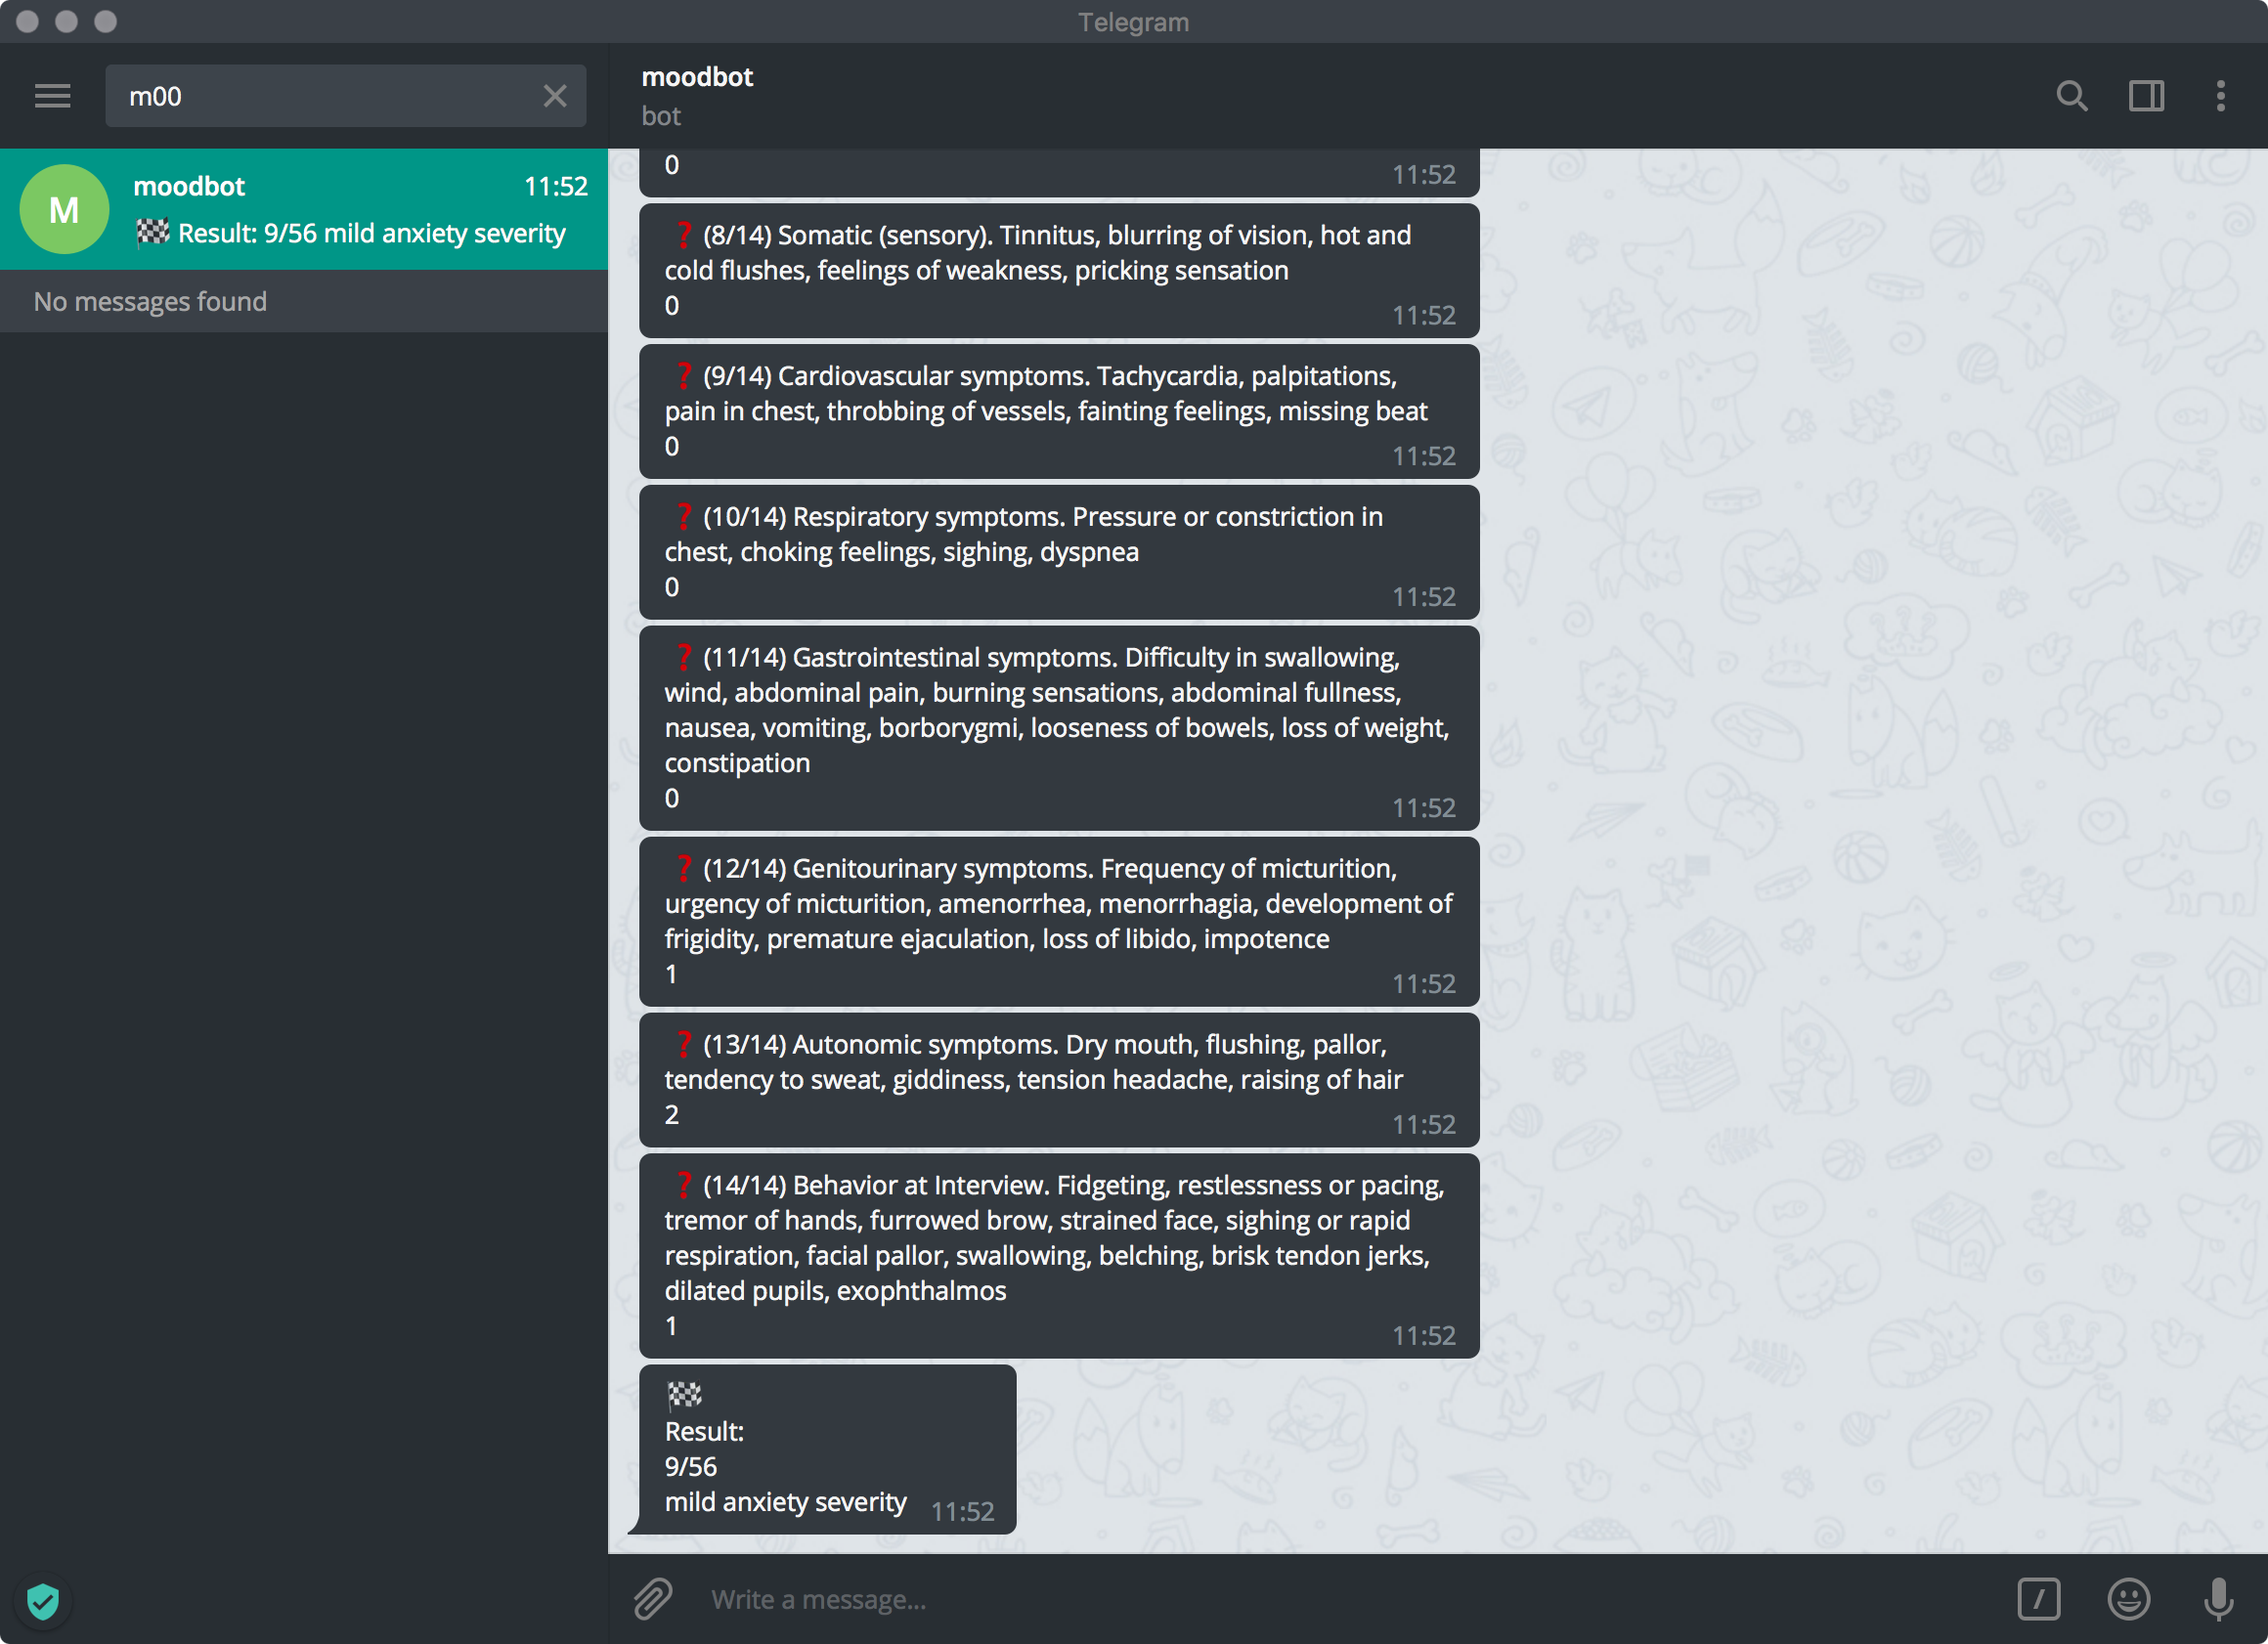 Telegram
m00
moodbot
11:52
Result: 9/56 mild anxiety severity
No messages found
moodbot
bot
0
11:52
❓ (8/14) Somatic (sensory). Tinnitus, blurring of vision, hot and
cold flushes, feelings of weakness, pricking sensation
0
11:52
❓ (9/14) Cardiovascular symptoms. Tachycardia, palpitations,
pain in chest, throbbing of vessels, fainting feelings, missing beat
0
11:52
❓ (10/14) Respiratory symptoms. Pressure or constriction in
chest, choking feelings, sighing, dyspnea
0
11:52
❓ (11/14) Gastrointestinal symptoms. Difficulty in swallowing,
wind, abdominal pain, burning sensations, abdominal fullness,
nausea, vomiting, borborygmi, looseness of bowels, loss of weight,
constipation
0
11:52
❓ (12/14) Genitourinary symptoms. Frequency of micturition,
urgency of micturition, amenorrhea, menorrhagia, development of
frigidity, premature ejaculation, loss of libido, impotence
1
11:52
❓ (13/14) Autonomic symptoms. Dry mouth, flushing, pallor,
tendency to sweat, giddiness, tension headache, raising of hair
2
11:52
❓ (14/14) Behavior at Interview. Fidgeting, restlessness or pacing,
tremor of hands, furrowed brow, strained face, sighing or rapid
respiration, facial pallor, swallowing, belching, brisk tendon jerks,
dilated pupils, exophthalmos
1
11:52
Result:
9/56
mild anxiety severity
11:52
Write a message...
M